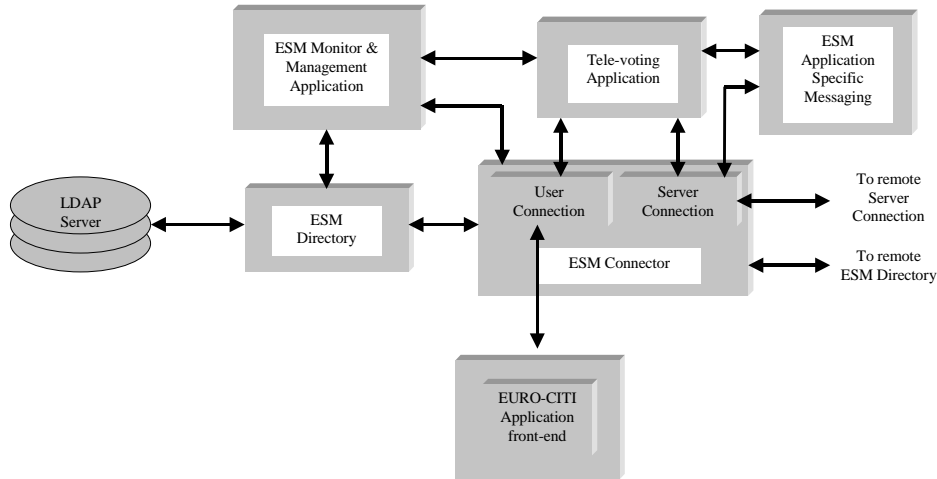 ESM Monitor &
Management
Application
Tele-voting
Application
ESM
Application
Specific
Messaging
LDAP
Server
ESM
Directory
User
Connection
Server
Connection
ESM Connector
To remote
Server
Connection
To remote
ESM Directory
EURO-CITI
Application
front-end